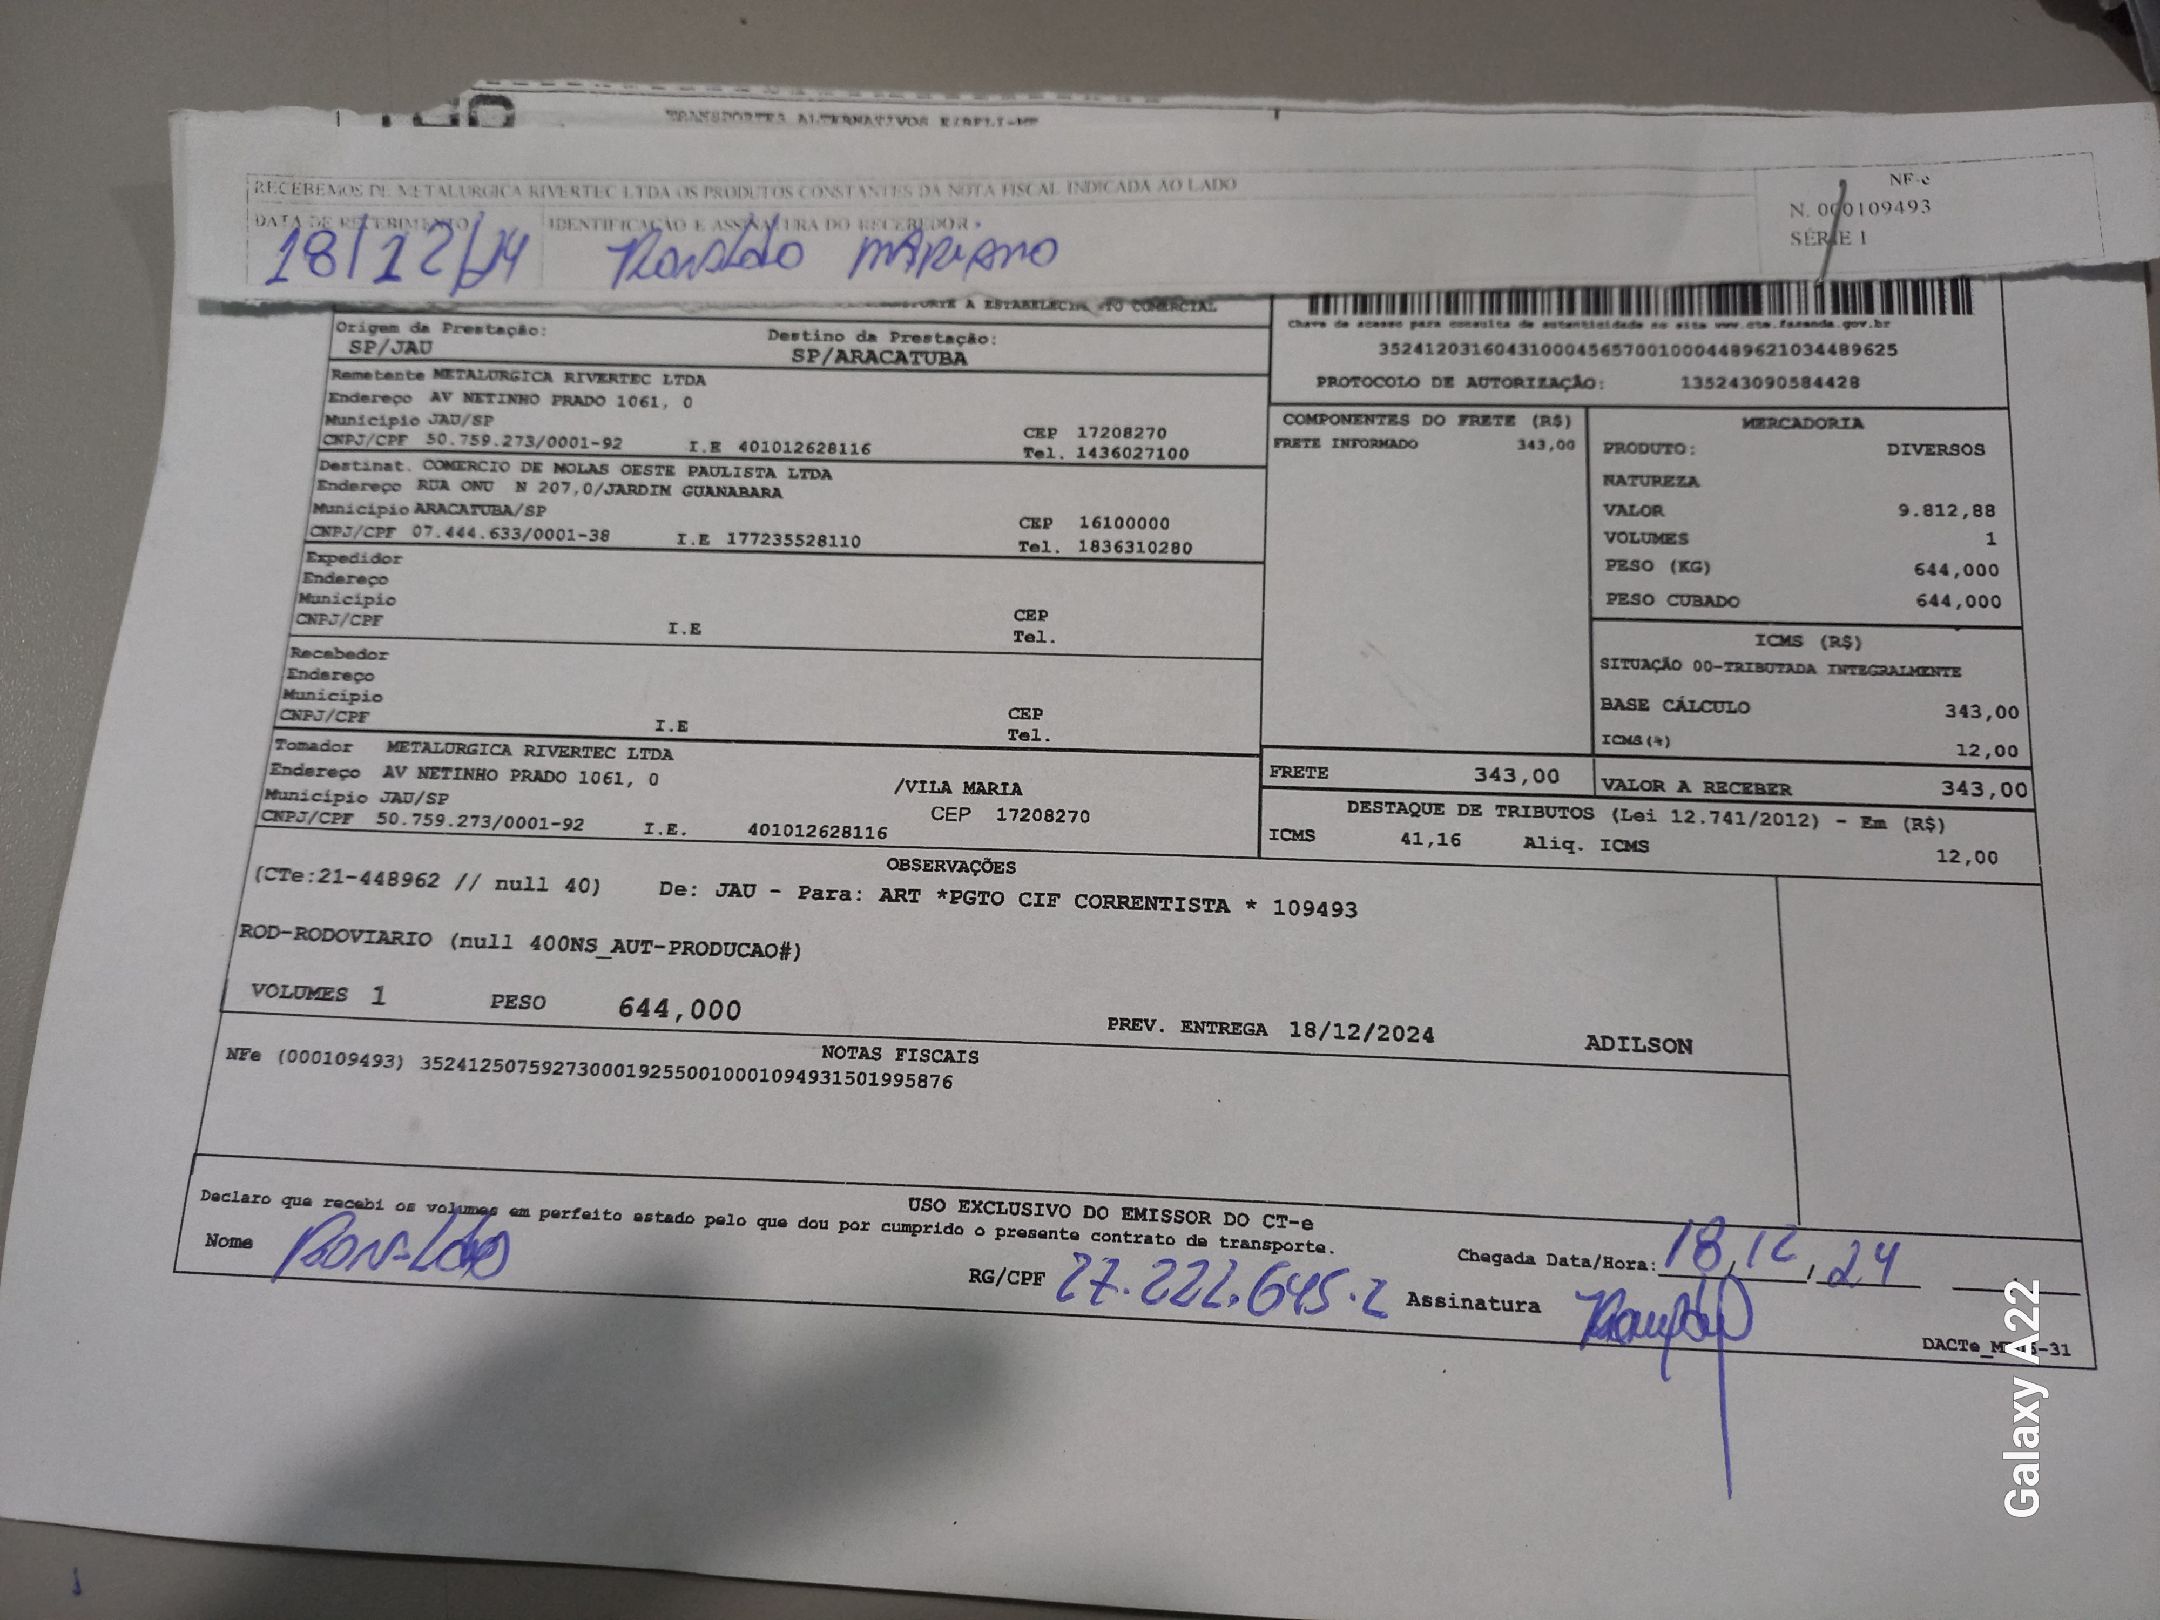 TRANSPORTES ALTERNATIVOS EIRELI-ME
RECEBEMOS DE METALURGICA RIVERTEC LTDA OS PRODUTOS CONSTANTES DA NOTA FISCAL INDICADA AO LADO
NF-e
N. 000109493
SÉRIE 1
DATA DE RECEBIMENTO
IDENTIFICAÇÃO E ASSINATURA DO RECEBEDOR
18/12/24
Ronaldo MARIANO
A ESTABELECIMENTO COMERCIAL
Origem da Prestação:
SP/JAU
Destino da Prestação:
SP/ARACATUBA
Chave de acesso para consulta de autenticidade no site www.cte.fazenda.gov.br
35241203160431000456570010004489621034489625
PROTOCOLO DE AUTORIZAÇÃO: 135243090584428
Remetente METALURGICA RIVERTEC LTDA
Endereço AV NETINHO PRADO 1061, 0
Município JAU/SP
CEP 17208270
CNPJ/CPF 50.759.273/0001-92 I.E 401012628116 Tel. 1436027100
Destinat. COMERCIO DE MOLAS OESTE PAULISTA LTDA
Endereço RUA ONU N 207,0/JARDIM GUANABARA
Município ARACATUBA/SP
CEP 16100000
CNPJ/CPF 07.444.633/0001-38 I.E 177235528110 Tel. 1836310280
Expedidor
Endereço
Município
CEP
CNPJ/CPF I.E Tel.
Recebedor
Endereço
Município
CEP
CNPJ/CPF I.E Tel.
Tomador METALURGICA RIVERTEC LTDA
Endereço AV NETINHO PRADO 1061, 0 /VILA MARIA
Município JAU/SP CEP 17208270
CNPJ/CPF 50.759.273/0001-92 I.E. 401012628116
COMPONENTES DO FRETE (R$)
FRETE INFORMADO 343,00
MERCADORIA
PRODUTO: DIVERSOS
NATUREZA
VALOR 9.812,88
VOLUMES 1
PESO (KG) 644,000
PESO CUBADO 644,000
ICMS (R$)
SITUAÇÃO 00-TRIBUTADA INTEGRALMENTE
BASE CÁLCULO 343,00
ICMS(%) 12,00
FRETE 343,00
VALOR A RECEBER 343,00
DESTAQUE DE TRIBUTOS (Lei 12.741/2012) - Em (R$)
ICMS 41,16 Aliq. ICMS 12,00
OBSERVAÇÕES
(CTe:21-448962 // null 40) De: JAU - Para: ART *PGTO CIF CORRENTISTA * 109493
ROD-RODOVIARIO (null 400NS_AUT-PRODUCAO#)
VOLUMES 1 PESO 644,000 PREV. ENTREGA 18/12/2024 ADILSON
NOTAS FISCAIS
NFe (000109493) 35241250759273000192550010001094931501995876
USO EXCLUSIVO DO EMISSOR DO CT-e
Declaro que recebi os volumes em perfeito estado pelo que dou por cumprido o presente contrato de transporte.
Nome Ronaldo RG/CPF 27.222.645.2 Chegada Data/Hora: 18,12,24
Assinatura
DACTe_
Galaxy A22